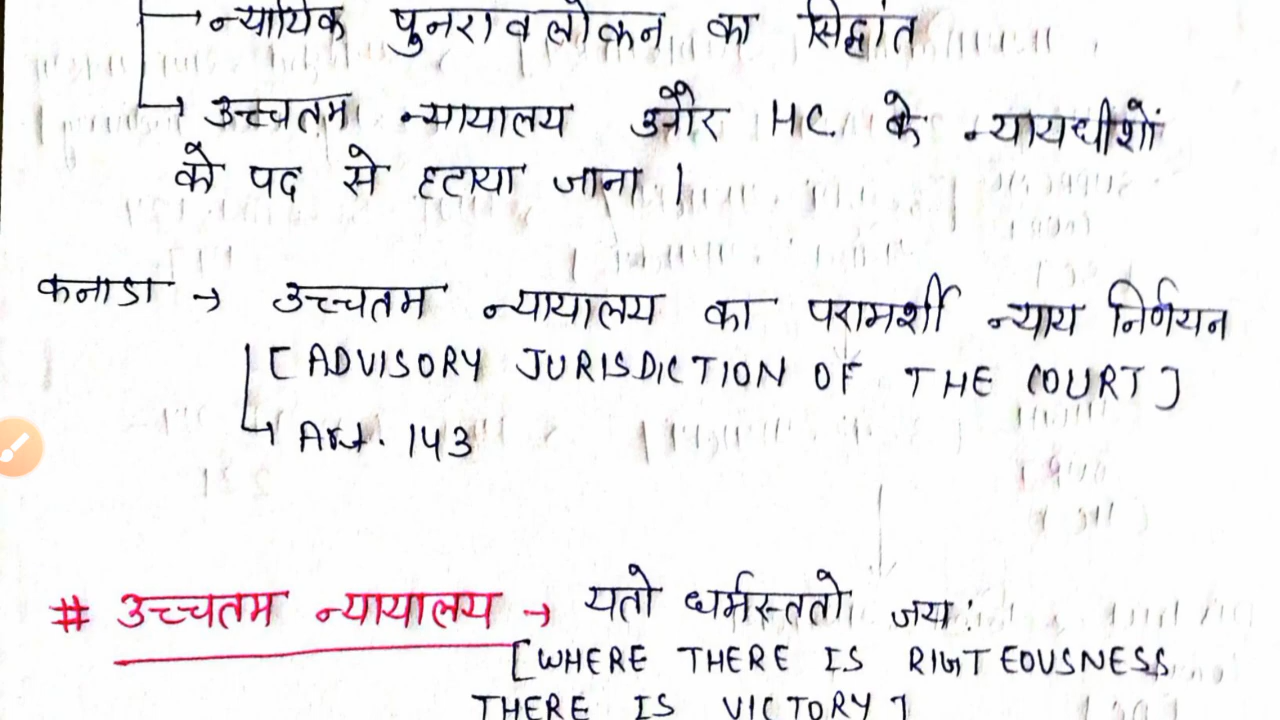 → न्यायिक पुनरावलोकन का सिद्धांत
→ उच्चतम न्यायालय और HC. के न्यायधीशों
को पद से हटाया जाना।
कनाडा → उच्चतम न्यायालय का परामर्शी न्याय निर्णयन
[ADVISORY JURISDICTION OF THE COURT]
→ Art. 143
# उच्चतम न्यायालय → यतो धर्मस्ततो जयः
[WHERE THERE IS RIGTEOUSNESS
THERE IS VICTORY]